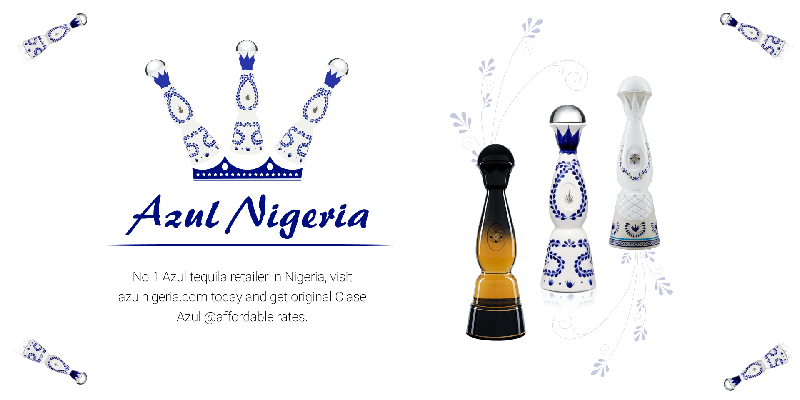 Azul Nigeria
No 1 Azul tequila retailer in Nigeria, visit
azulnigeria.com today and get original Clase
Azul @affordable rates.